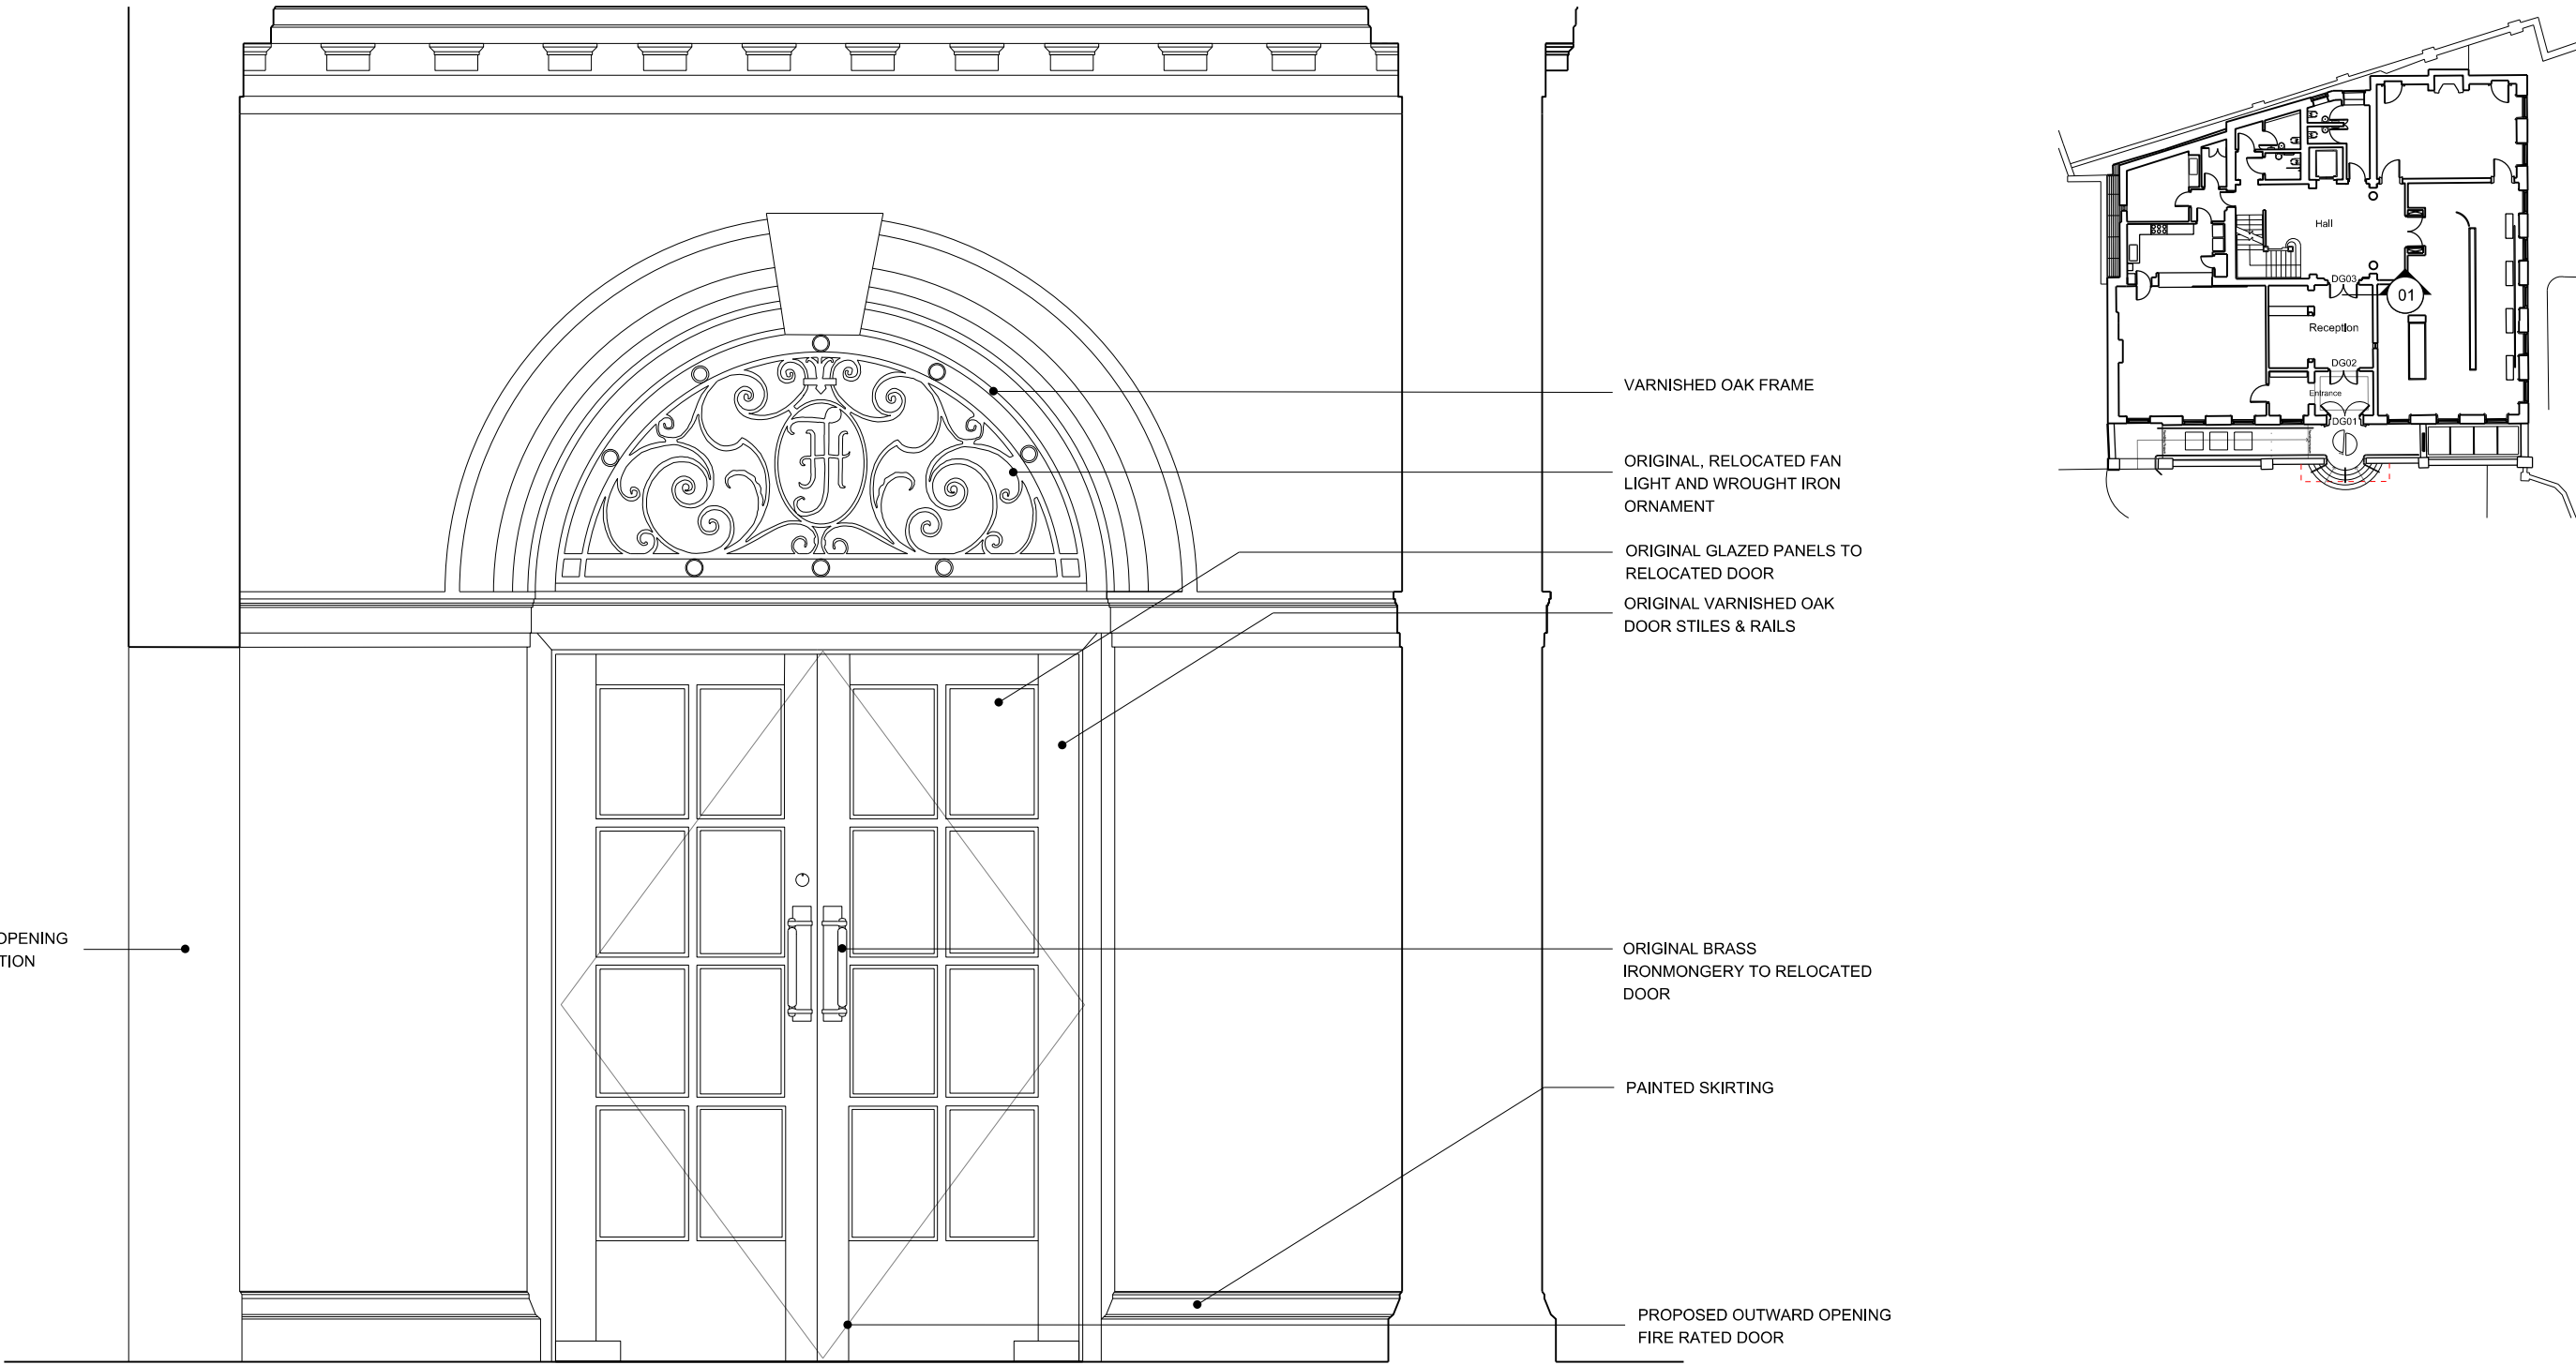 VARNISHED OAK FRAME
ORIGINAL, RELOCATED FAN
LIGHT AND WROUGHT IRON
ORNAMENT
ORIGINAL GLAZED PANELS TO
RELOCATED DOOR
ORIGINAL VARNISHED OAK
DOOR STILES & RAILS
OPENING
TION
ORIGINAL BRASS
IRONMONGERY TO RELOCATED
DOOR
PAINTED SKIRTING
PROPOSED OUTWARD OPENING
FIRE RATED DOOR
Hall
DG03
01
Reception
DG02
Entrance
DG01